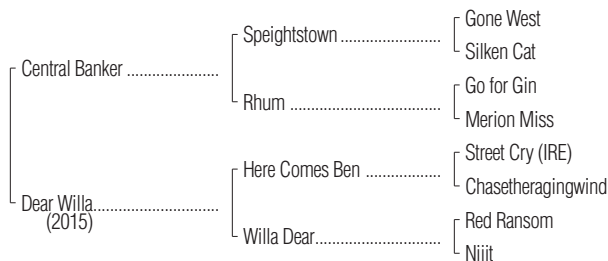 Gone West
Speightstown
Silken Cat
Central Banker
Go for Gin
Rhum
Merion Miss
Street Cry (IRE)
Here Comes Ben
Chasetheragingwind
Dear Willa
(2015)
Red Ransom
Willa Dear
Nijit